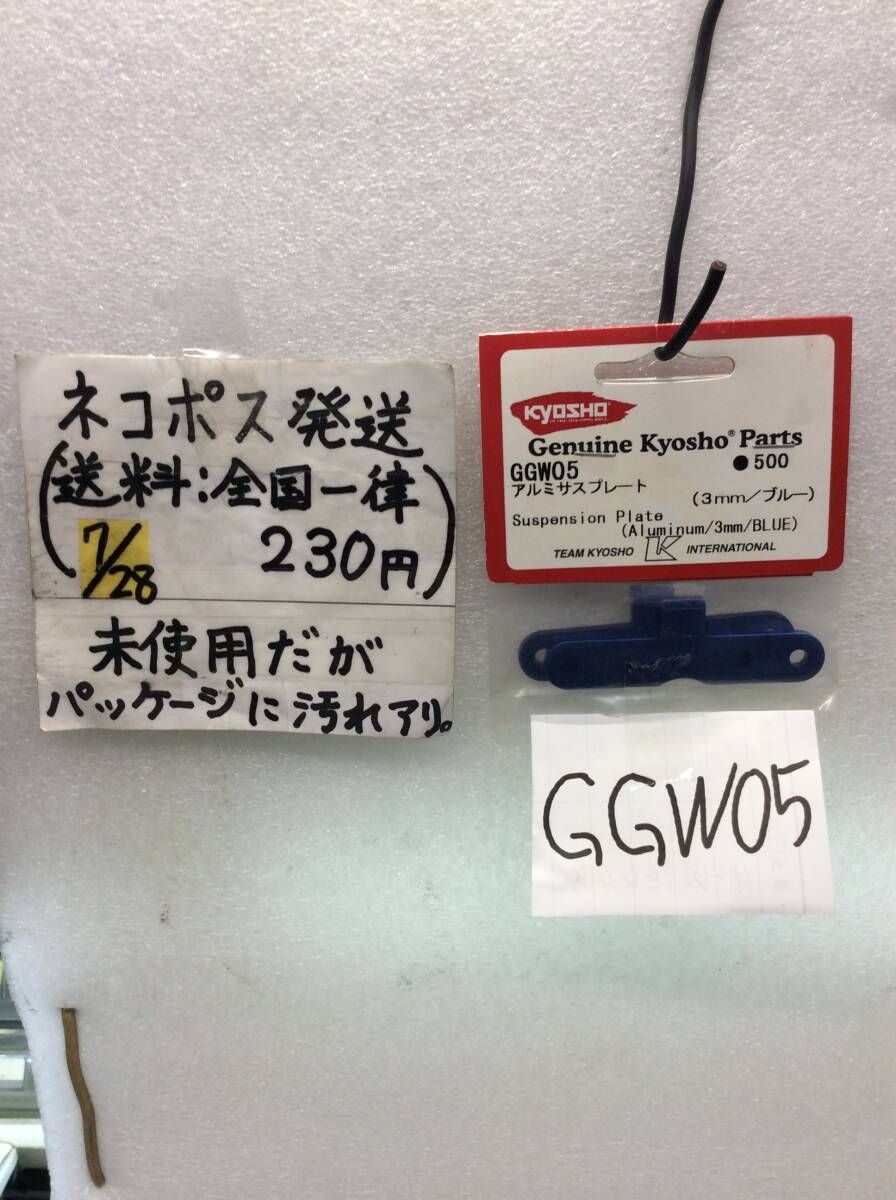 ネコポス発送
(送料:全国一律
7/28 230円)
未使用だが
パッケージに汚れアリ。
KYOSHO
Genuine Kyosho® Parts
GGW05 ●500
アルミサスプレート
(3mm/ブルー)
Suspension Plate
(Aluminum/3mm/BLUE)
TEAM KYOSHO K INTERNATIONAL
GGW05